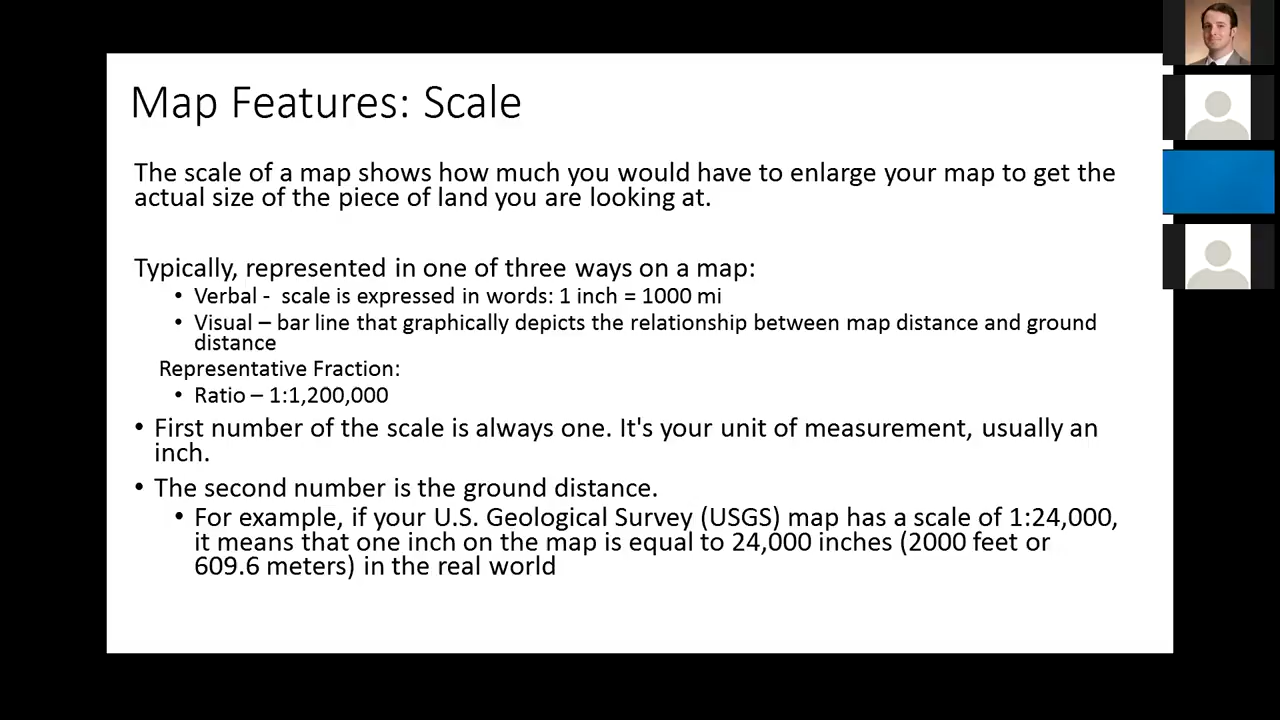 Map Features: Scale
The scale of a map shows how much you would have to enlarge your map to get the
actual size of the piece of land you are looking at.
Typically, represented in one of three ways on a map:
• Verbal - scale is expressed in words: 1 inch = 1000 mi
• Visual – bar line that graphically depicts the relationship between map distance and ground
distance
Representative Fraction:
• Ratio – 1:1,200,000
• First number of the scale is always one. It's your unit of measurement, usually an
inch.
• The second number is the ground distance.
• For example, if your U.S. Geological Survey (USGS) map has a scale of 1:24,000,
it means that one inch on the map is equal to 24,000 inches (2000 feet or
609.6 meters) in the real world